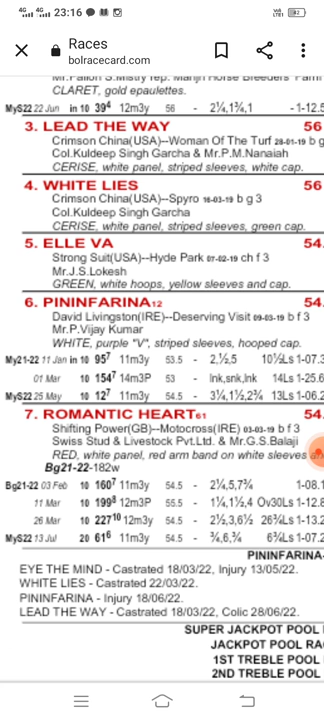 4G 4G 23:16 M
Races
bolracecard.com
CLARET, gold epaulettes.
MyS22 22 Jun in 10 39⁴ 12m3y 56 - 2¼,1¾,1 -1-12.5
3. LEAD THE WAY 56
Crimson China(USA)--Woman Of The Turf 28-01-19 b g
Col.Kuldeep Singh Garcha & Mr.P.M.Nanaiah
CERISE, white panel, striped sleeves, white cap.
4. WHITE LIES 56
Crimson China(USA)--Spyro 16-03-19 b g 3
Col.Kuldeep Singh Garcha
CERISE, white panel, striped sleeves, green cap.
5. ELLE VA 54.
Strong Suit(USA)--Hyde Park 07-02-19 ch f 3
Mr.J.S.Lokesh
GREEN, white hoops, yellow sleeves and cap.
6. PININFARINA12 54.
David Livingston(IRE)--Deserving Visit 09-03-19 b f 3
Mr.P.Vijay Kumar
WHITE, purple "V", striped sleeves, hooped cap.
My21-22 11 Jan in 10 95⁷ 11m3y 53.5 - 2,½,5 10½Ls 1-07.3
01 Mar 10 154⁷ 14m3P 53 - lnk,snk,lnk 14Ls 1-25.6
MyS22 25 May 10 12⁷ 11m3y 54.5 - 3¼,1½,2¾ 13Ls 1-06.2
7. ROMANTIC HEART61 54.
Shifting Power(GB)--Motocross(IRE) 03-03-19 b f 3
Swiss Stud & Livestock Pvt.Ltd. & Mr.G.S.Balaji
RED, white panel, red arm band on white sleeves
Bg21-22-182w
Bg21-22 03 Feb 10 160⁷ 11m3y 54.5 - 2¼,5,7¾ 1-08.1
11 Mar 10 199⁸ 12m3P 55.5 - 1¼,1½,4 Ov30Ls 1-12.8
26 Mar 10 227¹⁰ 12m3y 54.5 - 2½,3,6½ 26¾Ls 1-13.2
MyS22 13 Jul 20 61⁶ 11m3y 54.5 - ¾,6,¾ 6¾Ls 1-07.2
PININFARINA-
EYE THE MIND - Castrated 18/03/22, Injury 13/05/22.
WHITE LIES - Castrated 22/03/22.
PININFARINA - Injury 18/06/22.
LEAD THE WAY - Castrated 18/03/22, Colic 28/06/22.
SUPER JACKPOT POOL
JACKPOT POOL RA
1ST TREBLE POOL
2ND TREBLE POOL